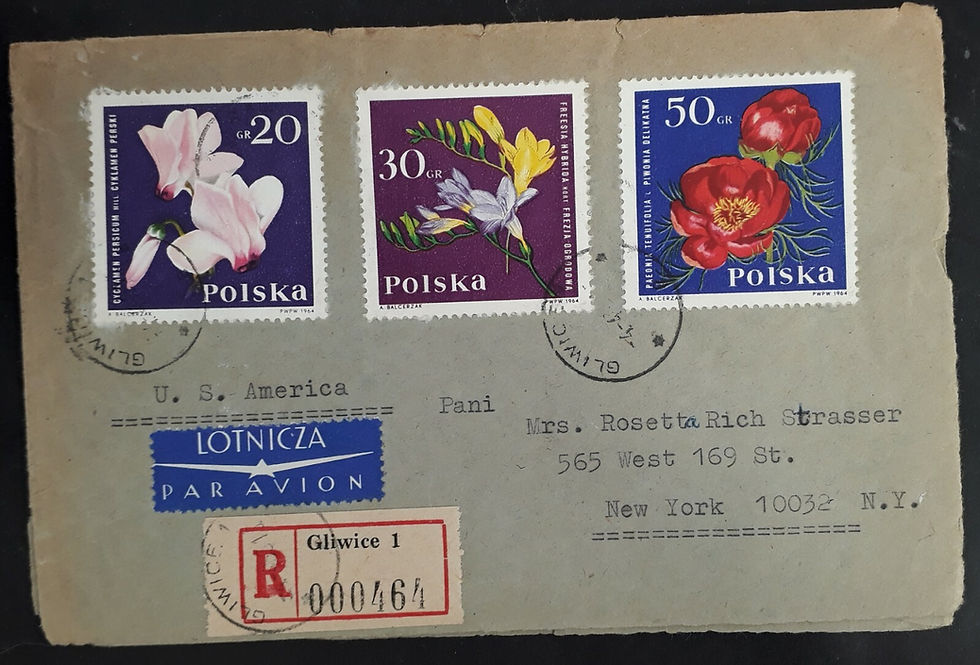 CYCLAMEN PERSICUM MILL CYKLAMEN PERSKI
GR 20
Polska
A. BALCERZAK PWPW 1964
30 GR
FREESIA HYBRIDA HORT FREZJA OGRODOWA
Polska
A. BALCERZAK PWPW 1964
PAEONIA TENUIFOLIA L PIWONIA DELIKATNA
50 GR
Polska
A. BALCERZAK PWPW 1964
GLIWICE
U. S. America
Pani
Mrs. Rosetta Rich Strasser
565 West 169 St.
New York 10032 N.Y.
LOTNICZA
PAR AVION
R
Gliwice 1
000464
GLIWICE